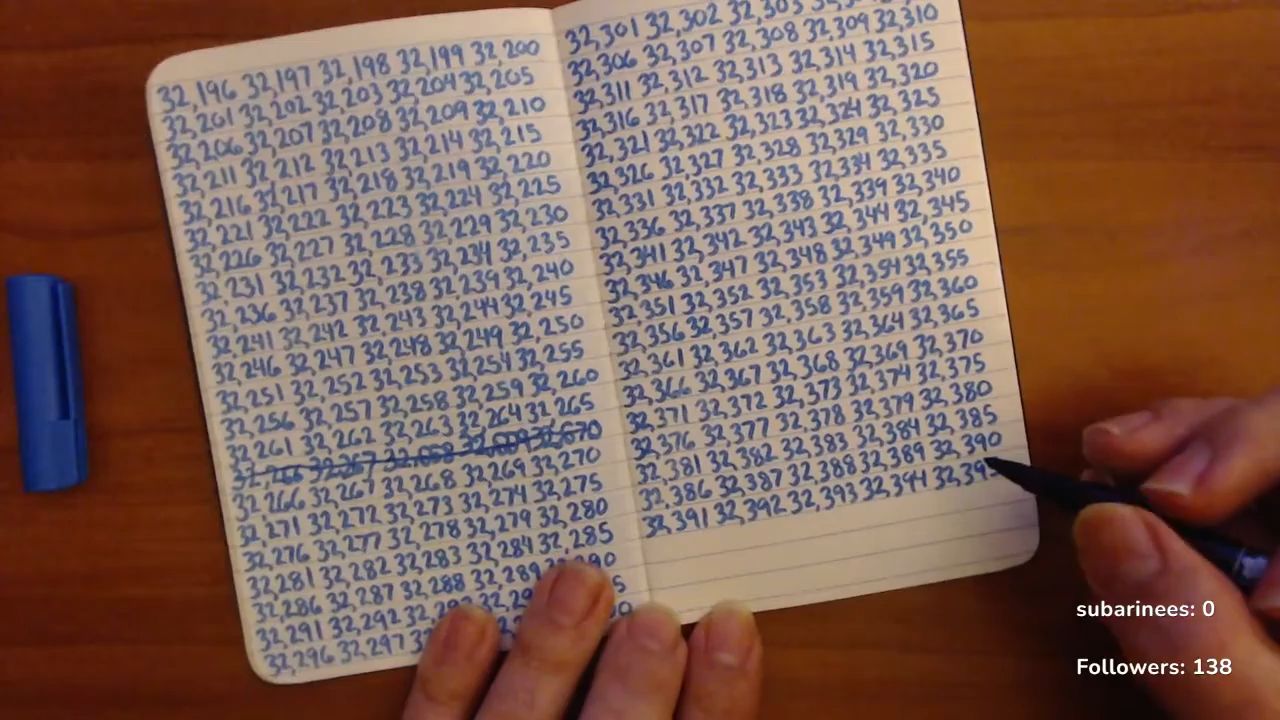 32,196 32,197 32,198 32,199 32,200
32,201 32,202 32,203 32,204 32,205
32,206 32,207 32,208 32,209 32,210
32,211 32,212 32,213 32,214 32,215
32,216 32,217 32,218 32,219 32,220
32,221 32,222 32,223 32,224 32,225
32,226 32,227 32,228 32,229 32,230
32,231 32,232 32,233 32,234 32,235
32,236 32,237 32,238 32,239 32,240
32,241 32,242 32,243 32,244 32,245
32,246 32,247 32,248 32,249 32,250
32,251 32,252 32,253 32,254 32,255
32,256 32,257 32,258 32,259 32,260
32,261 32,262 32,263 32,264 32,265
32,266 32,267 32,268 32,269 32,270
32,271 32,272 32,273 32,274 32,275
32,276 32,277 32,278 32,279 32,280
32,281 32,282 32,283 32,284 32,285
32,286 32,287 32,288 32,289
32,291 32,292
32,296 32,297
32,301 32,302 32,303
32,306 32,307 32,308 32,309 32,310
32,311 32,312 32,313 32,314 32,315
32,316 32,317 32,318 32,319 32,320
32,321 32,322 32,323 32,324 32,325
32,326 32,327 32,328 32,329 32,330
32,331 32,332 32,333 32,334 32,335
32,336 32,337 32,338 32,339 32,340
32,341 32,342 32,343 32,344 32,345
32,346 32,347 32,348 32,349 32,350
32,351 32,352 32,353 32,354 32,355
32,356 32,357 32,358 32,359 32,360
32,361 32,362 32,363 32,364 32,365
32,366 32,367 32,368 32,369 32,370
32,371 32,372 32,373 32,374 32,375
32,376 32,377 32,378 32,379 32,380
32,381 32,382 32,383 32,384 32,385
32,386 32,387 32,388 32,389 32,390
32,391 32,392 32,393 32,394
subarinees: 0
Followers: 138